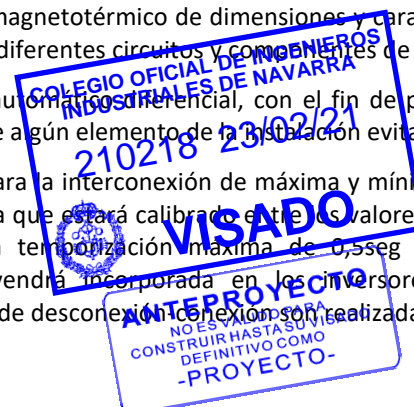 magnetotérmico de dimensiones y cara
diferentes circuitos y componentes de
automático diferencial, con el fin de p
e algún elemento de la instalación evita
ara la interconexión de máxima y míni
a que estará calibrado entre los valore
temporización máxima de 0,5seg
vendrá incorporada en los inversore
de desconexión-conexión son realizada
COLEGIO OFICIAL DE INGENIEROS
INDUSTRIALES DE NAVARRA
210218 23/02/21
VISADO
ANTEPROYECTO
NO ES VALIDO PARA
CONSTRUIR HASTA SU VISADO
DEFINITIVO COMO
-PROYECTO-